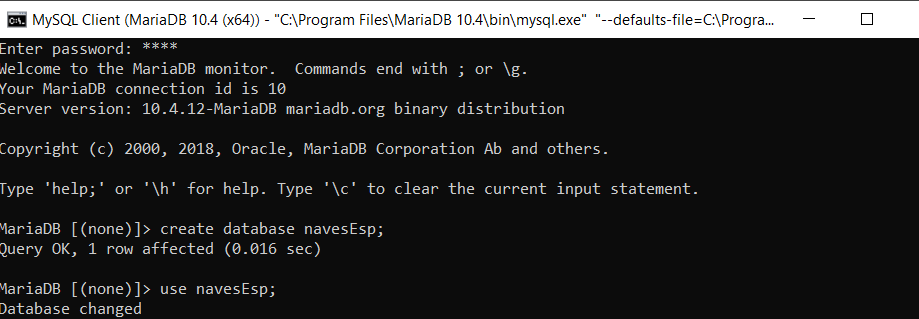 MySQL Client (MariaDB 10.4 (x64)) - "C:\Program Files\MariaDB 10.4\bin\mysql.exe" "--defaults-file=C:\Progra...
Enter password: ****
Welcome to the MariaDB monitor.  Commands end with ; or \g.
Your MariaDB connection id is 10
Server version: 10.4.12-MariaDB mariadb.org binary distribution
Copyright (c) 2000, 2018, Oracle, MariaDB Corporation Ab and others.
Type 'help;' or '\h' for help. Type '\c' to clear the current input statement.
MariaDB [(none)]> create database navesEsp;
Query OK, 1 row affected (0.016 sec)
MariaDB [(none)]> use navesEsp;
Database changed